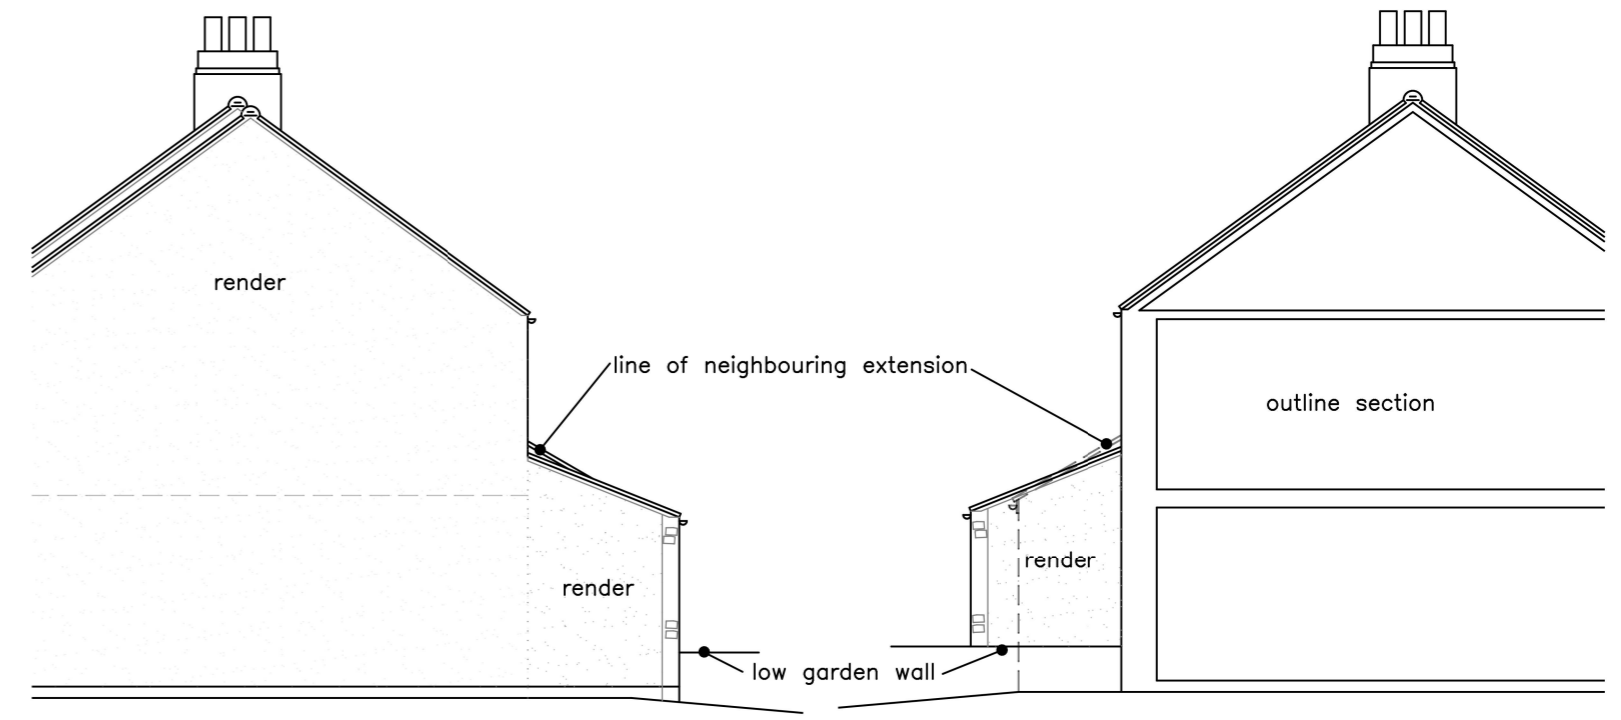 render
line of neighbouring extension
outline section
render
render
low garden wall